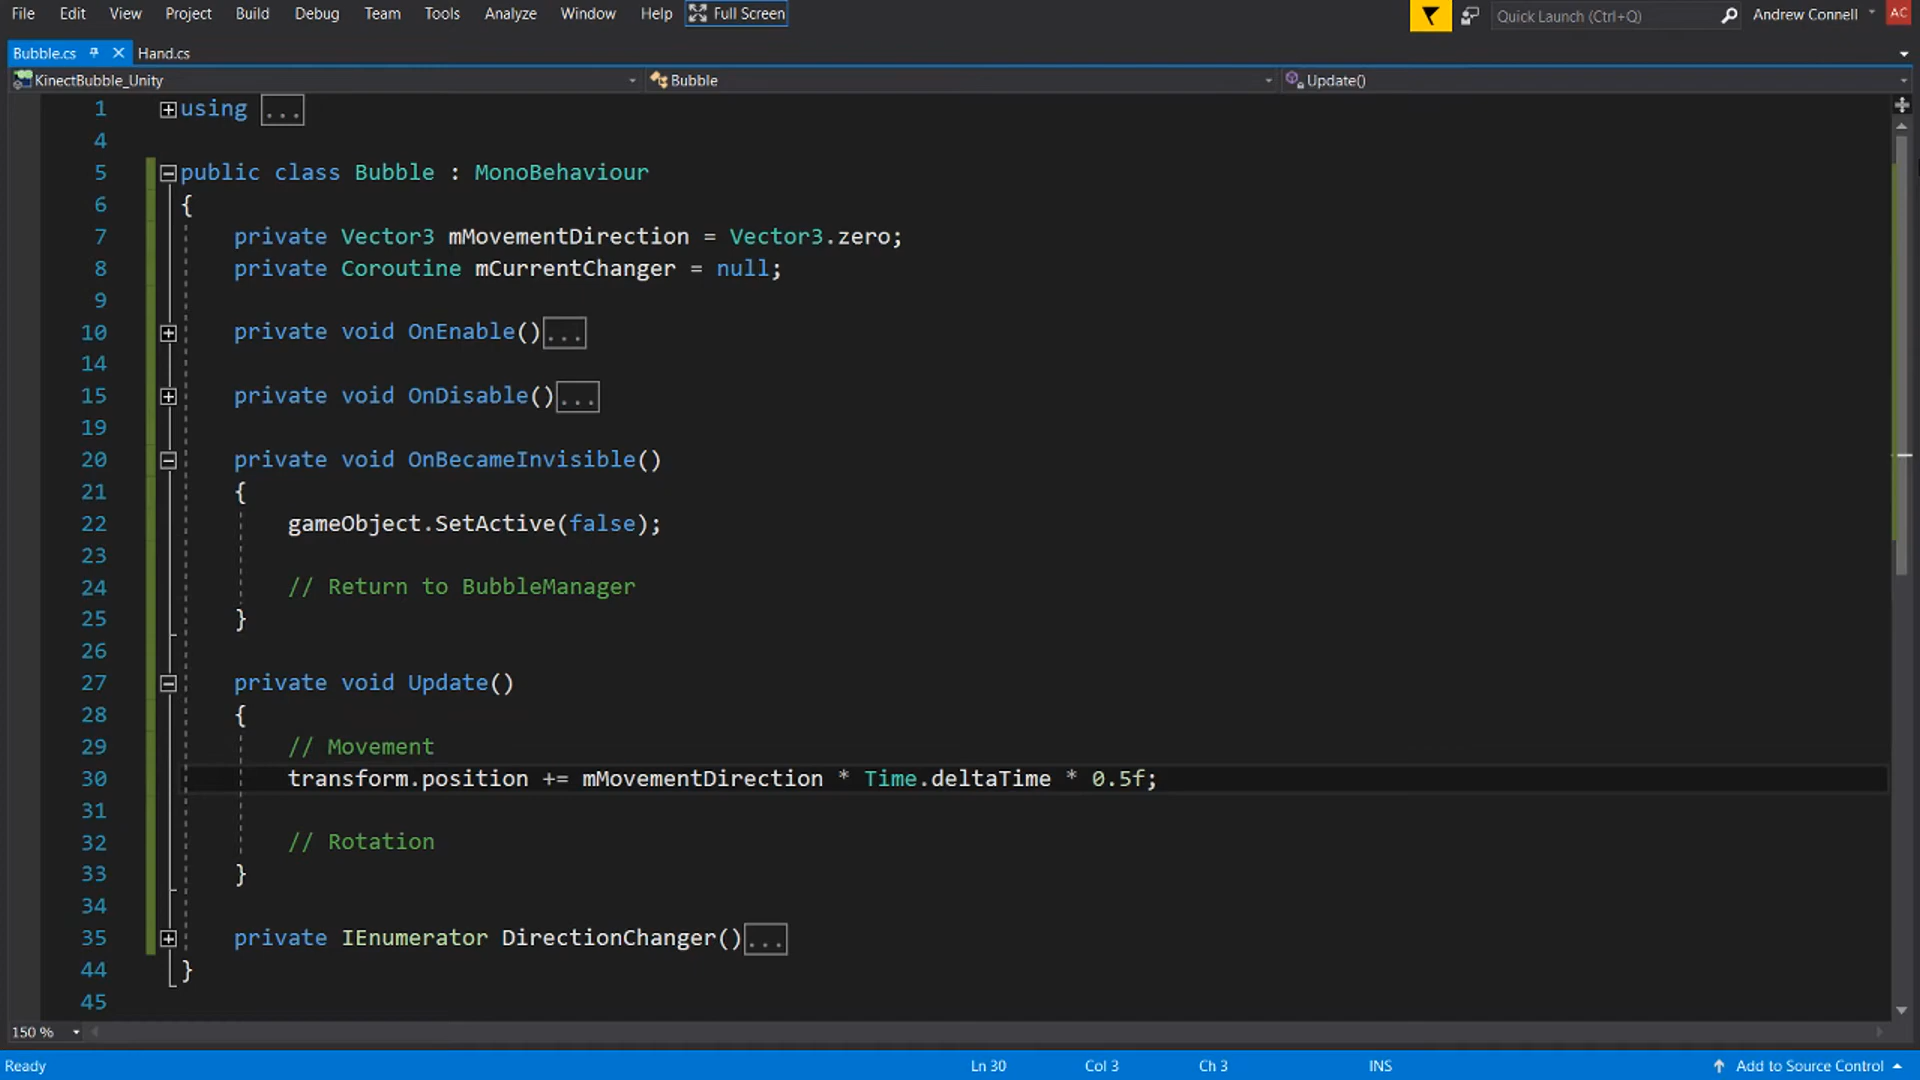 File Edit View Project Build Debug Team Tools Analyze Window Help Full Screen Quick Launch (Ctrl+Q) Andrew Connell AC
Bubble.cs Hand.cs
KinectBubble_Unity Bubble Update()
1 using ...
4
5 public class Bubble : MonoBehaviour
6 {
7 private Vector3 mMovementDirection = Vector3.zero;
8 private Coroutine mCurrentChanger = null;
9
10 private void OnEnable()...
14
15 private void OnDisable()...
19
20 private void OnBecameInvisible()
21 {
22 gameObject.SetActive(false);
23
24 // Return to BubbleManager
25 }
26
27 private void Update()
28 {
29 // Movement
30 transform.position += mMovementDirection * Time.deltaTime * 0.5f;
31
32 // Rotation
33 }
34
35 private IEnumerator DirectionChanger()...
44 }
45
150 %
Ready Ln 30 Col 3 Ch 3 INS Add to Source Control